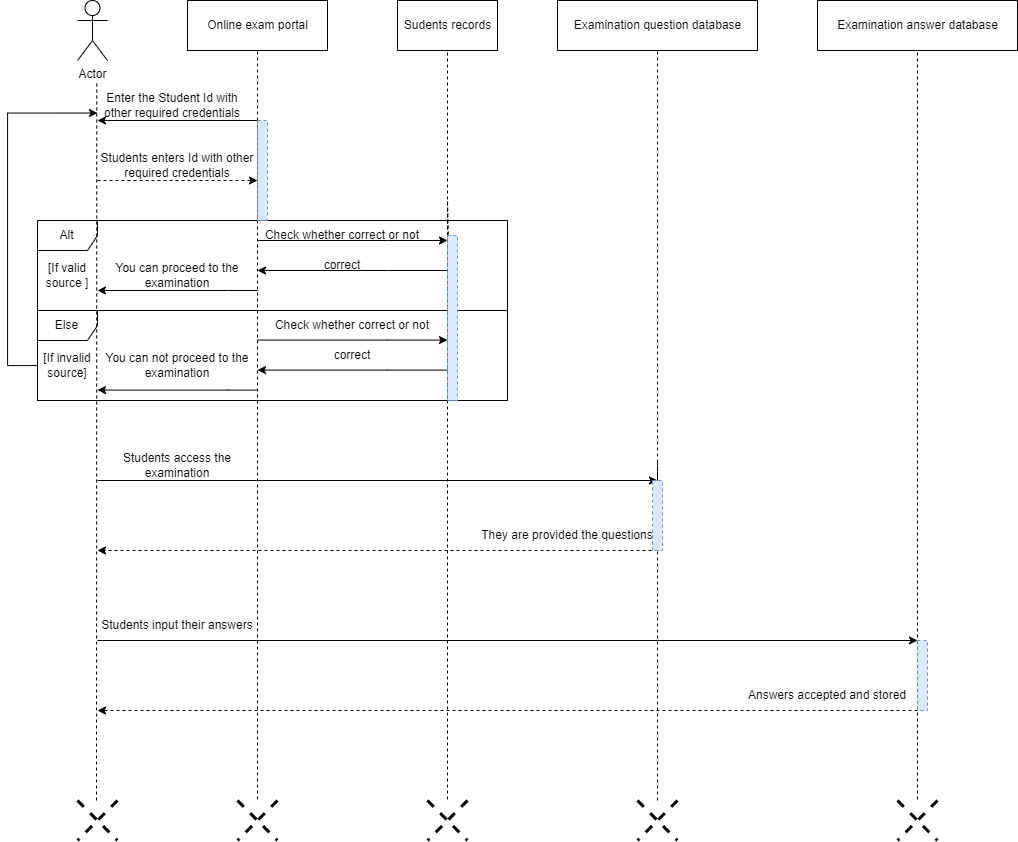 Online exam portal
Sudents records
Examination question database
Examination answer database
Actor
Enter the Student Id with
other required credentials
Students enters Id with other
required credentials
Alt
Check whether correct or not
[If valid
source ]
You can proceed to the
examination
correct
Else
Check whether correct or not
[If invalid
source]
You can not proceed to the
examination
correct
Students access the
examination
They are provided the questions
Students input their answers
Answers accepted and stored